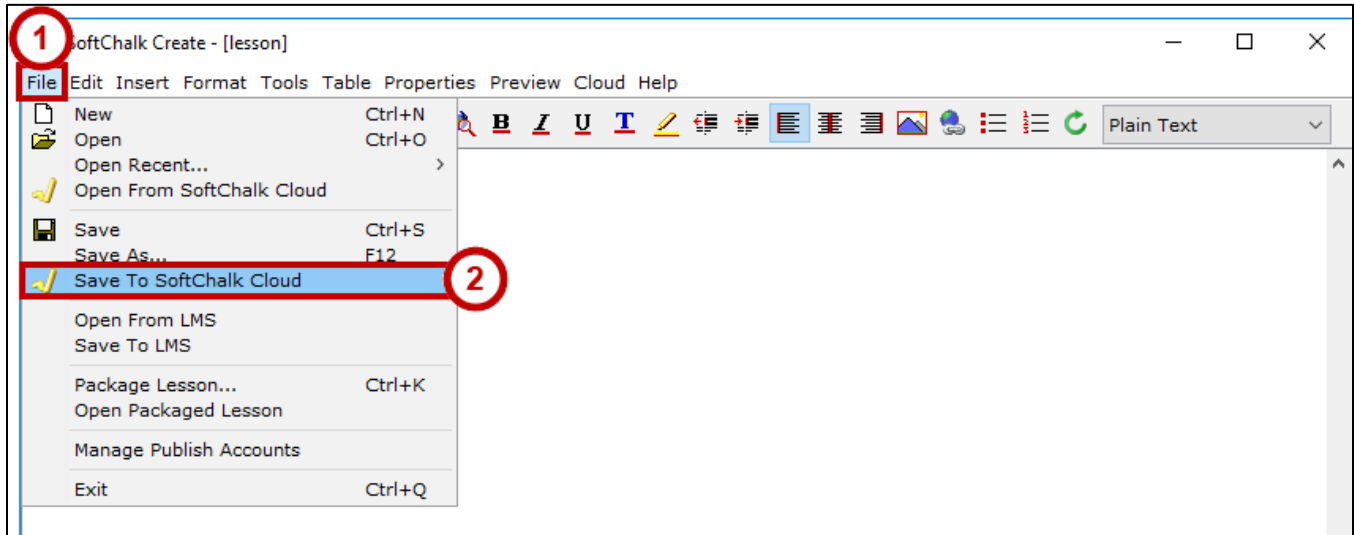 1
SoftChalk Create - [lesson]
File Edit Insert Format Tools Table Properties Preview Cloud Help
New Ctrl+N
B I U T Plain Text
Open Ctrl+O
Open Recent...
Open From SoftChalk Cloud
Save Ctrl+S
Save As... F12
Save To SoftChalk Cloud 2
Open From LMS
Save To LMS
Package Lesson... Ctrl+K
Open Packaged Lesson
Manage Publish Accounts
Exit Ctrl+Q